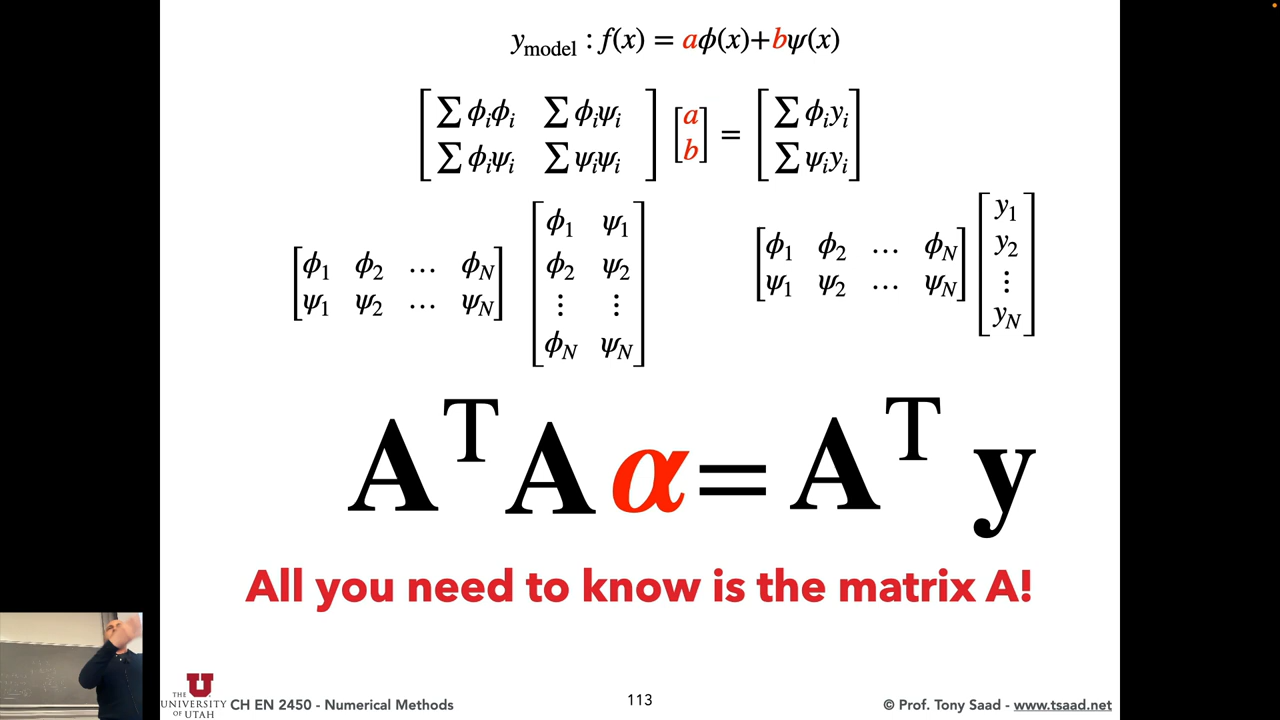 y_model : f(x) = aϕ(x)+bψ(x)
[∑ϕ_iϕ_i ∑ϕ_iψ_i] [a] = [∑ϕ_iy_i]
[∑ϕ_iψ_i ∑ψ_iψ_i] [b] [∑ψ_iy_i]
[ϕ_1 ϕ_2 … ϕ_N]
[ψ_1 ψ_2 … ψ_N]
[ϕ_1 ψ_1]
[ϕ_2 ψ_2]
[⋮ ⋮]
[ϕ_N ψ_N]
[ϕ_1 ϕ_2 … ϕ_N]
[ψ_1 ψ_2 … ψ_N]
[y_1]
[y_2]
[⋮]
[y_N]
A^T A α = A^T y
All you need to know is the matrix A!
THE
UNIVERSITY
OF UTAH
CH EN 2450 - Numerical Methods
113
© Prof. Tony Saad - www.tsaad.net